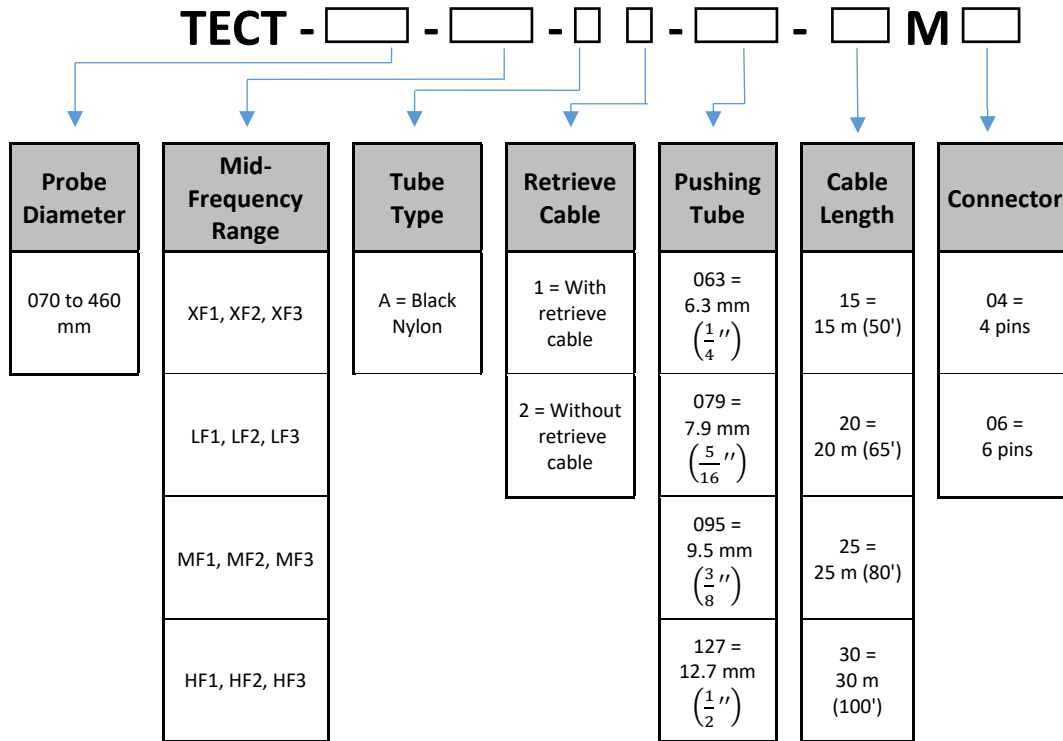 TECT - - - - - M
Probe
Diameter
070 to 460
mm
Mid-
Frequency
Range
XF1, XF2, XF3
LF1, LF2, LF3
MF1, MF2, MF3
HF1, HF2, HF3
Tube
Type
A = Black
Nylon
Retrieve
Cable
1 = With
retrieve
cable
2 = Without
retrieve
cable
Pushing
Tube
063 =
6.3 mm
(1/4 ′′)
079 =
7.9 mm
(5/16 ′′)
095 =
9.5 mm
(3/8 ′′)
127 =
12.7 mm
(1/2 ′′)
Cable
Length
15 =
15 m (50')
20 =
20 m (65')
25 =
25 m (80')
30 =
30 m
(100')
Connector
04 =
4 pins
06 =
6 pins